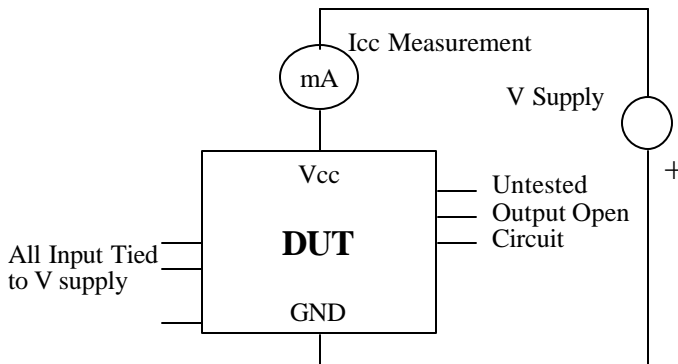 Icc Measurement
mA
V Supply
+
Vcc
Untested
Output Open
Circuit
DUT
All Input Tied
to V supply
GND